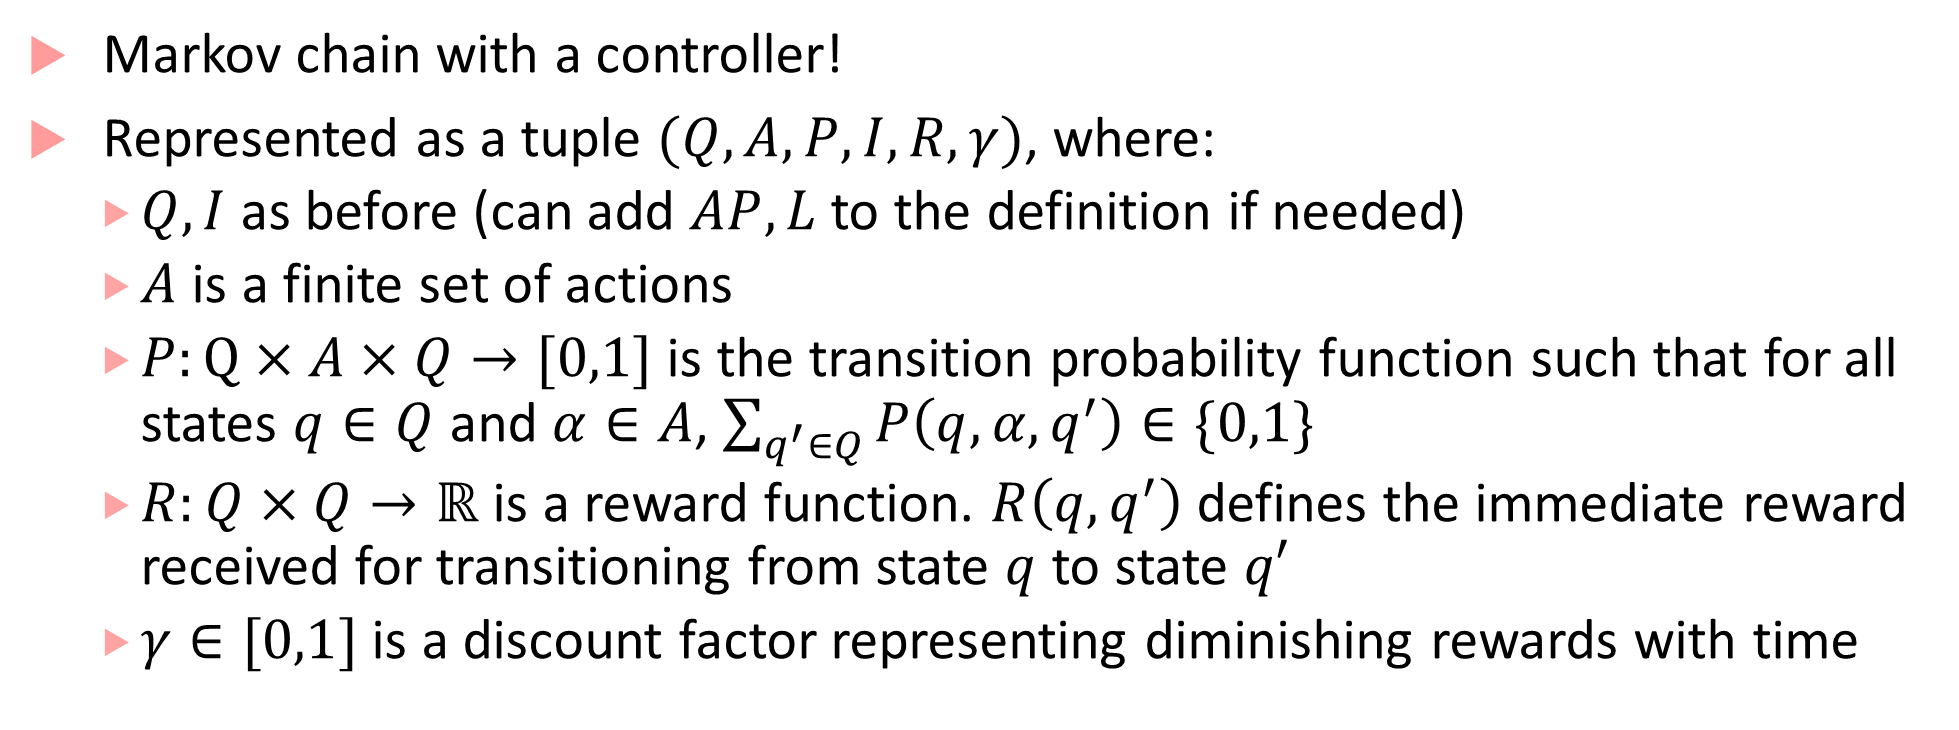 Markov chain with a controller!
Represented as a tuple (Q, A, P, I, R, γ), where:
Q, I as before (can add AP, L to the definition if needed)
A is a finite set of actions
P: Q × A × Q → [0,1] is the transition probability function such that for all
states q ∈ Q and α ∈ A, ∑_{q′∈Q} P(q, α, q′) ∈ {0,1}
R: Q × Q → ℝ is a reward function. R(q, q′) defines the immediate reward
received for transitioning from state q to state q′
γ ∈ [0,1] is a discount factor representing diminishing rewards with time